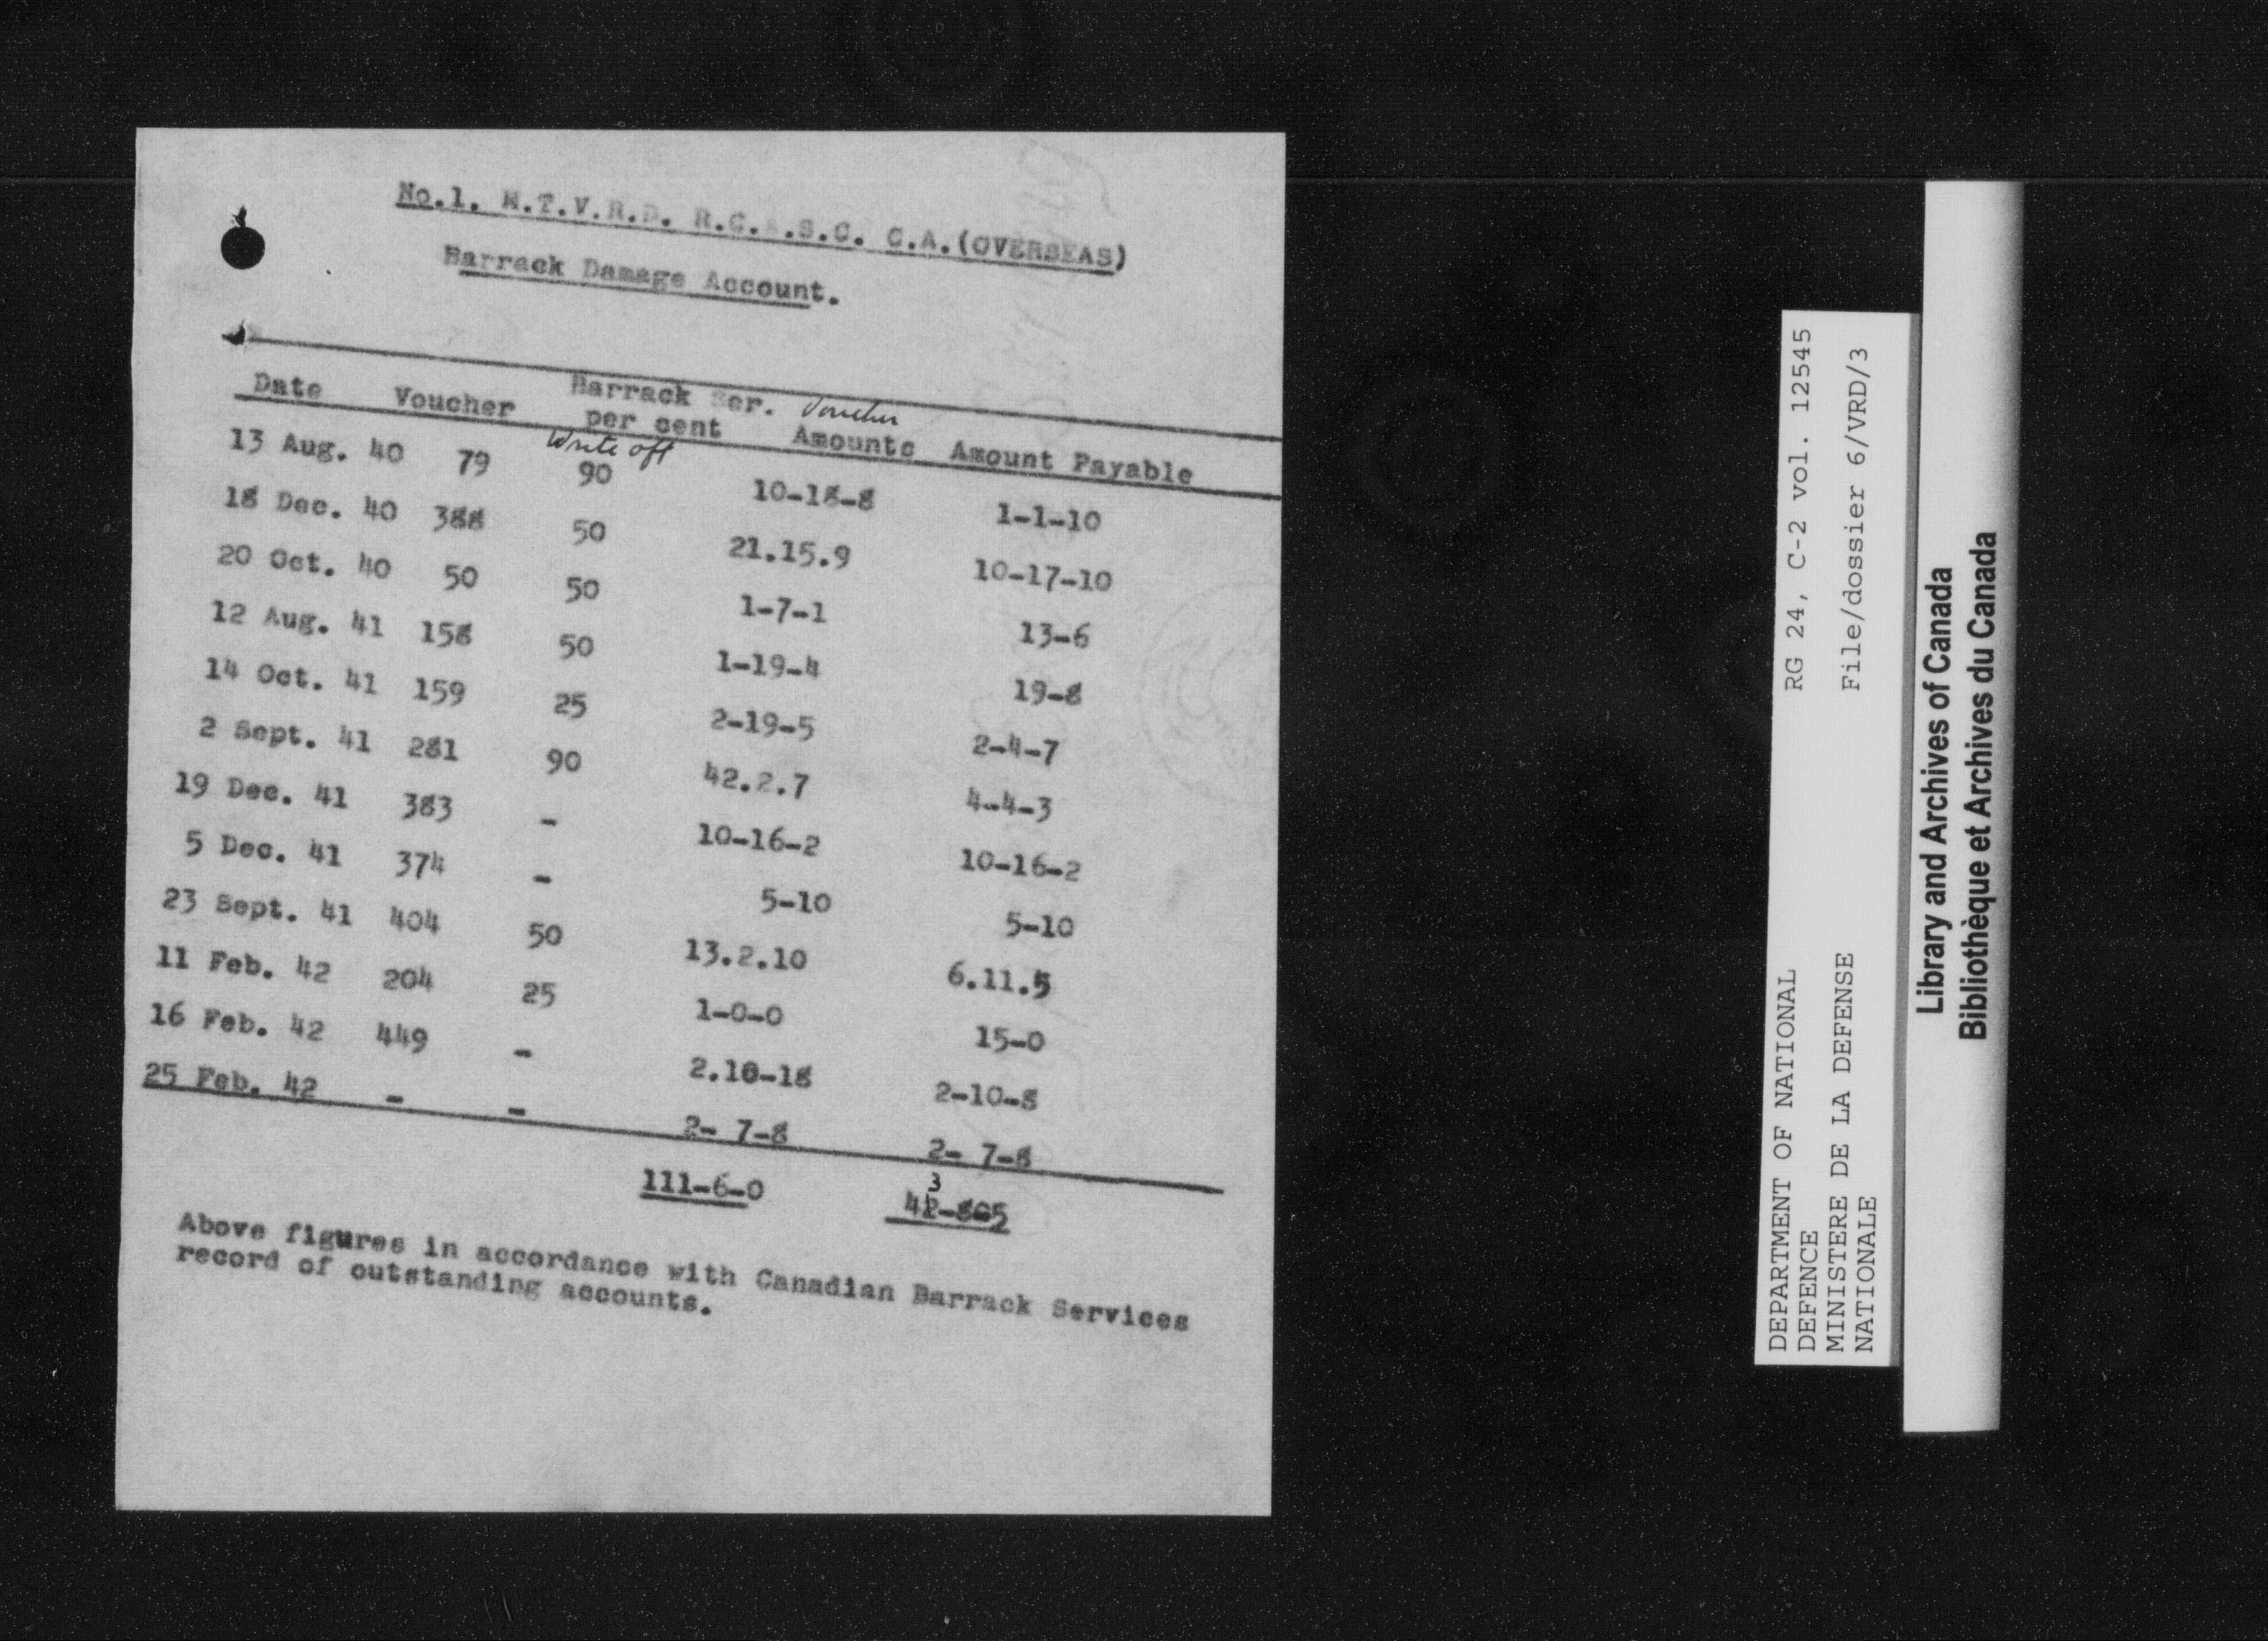 No.1. M.T.V.R.D. R.C.A.S.C. C.A.(OVERSEAS)
Barrack Damage Account.
Date Voucher Barrack Ser. per cent Write off Voucher Amounts Amount Payable
13 Aug. 40 79 90 10-18-8 1-1-10
18 Dec. 40 388 50 21.15.9 10-17-10
20 Oct. 40 50 50 1-7-1 13-6
12 Aug. 41 158 50 1-19-4 19-8
14 Oct. 41 159 25 2-19-5 2-4-7
2 Sept. 41 281 90 42.2.7 4-4-3
19 Dec. 41 383 - 10-16-2 10-16-2
5 Dec. 41 374 - 5-10 5-10
23 Sept. 41 404 50 13.2.10 6.11.5
11 Feb. 42 204 25 1-0-0 15-0
16 Feb. 42 449 - 2.10-18 2-10-8
25 Feb. 42 - - 2- 7-8 2- 7-8
3
111-6-0 42-8-5
Above figures in accordance with Canadian Barrack Services
record of outstanding accounts.
DEPARTMENT OF NATIONAL
DEFENCE
MINISTERE DE LA DEFENSE
NATIONALE
RG 24, C-2 vol. 12545
File/dossier 6/VRD/3
Library and Archives of Canada
Bibliothèque et Archives du Canada